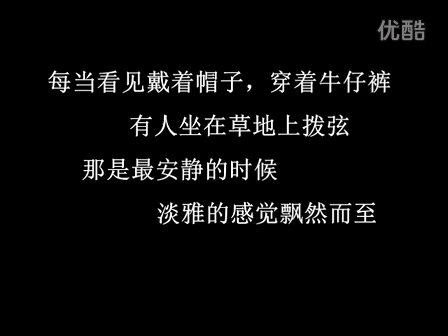 优酷
每当看见戴着帽子，穿着牛仔裤
有人坐在草地上拨弦
那是最安静的时候
淡雅的感觉飘然而至